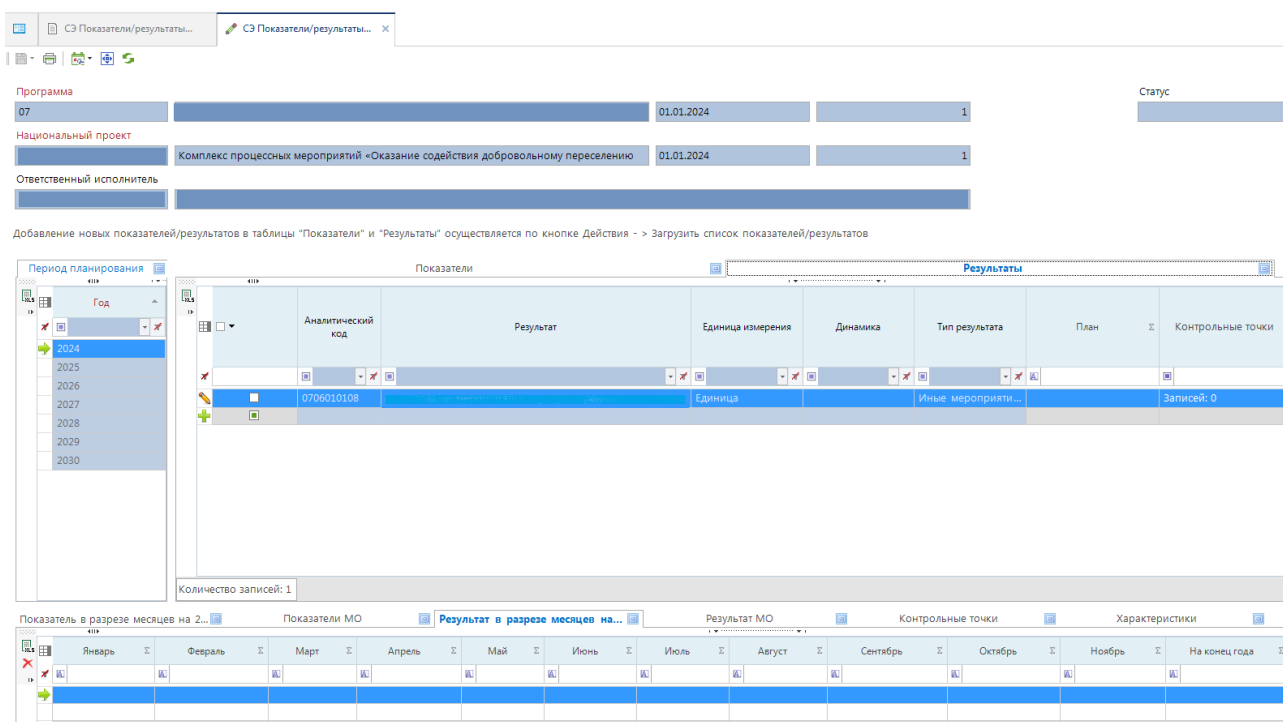 СЭ Показатели/результаты...
СЭ Показатели/результаты...
Программа
Статус
07
01.01.2024
1
Национальный проект
Комплекс процессных мероприятий «Оказание содействия добровольному переселению
01.01.2024
1
Ответственный исполнитель
Добавление новых показателей/результатов в таблицы "Показатели" и "Результаты" осуществляется по кнопке Действия - > Загрузить список показателей/результатов
Период планирования
Показатели
Результаты
Год
Аналитический код
Результат
Единица измерения
Динамика
Тип результата
План
Контрольные точки
2024
2025
2026
2027
2028
2029
2030
0706010108
Единица
Иные мероприяти...
Записей: 0
Количество записей: 1
Показатель в разрезе месяцев на 2...
Показатели МО
Результат в разрезе месяцев на...
Результат МО
Контрольные точки
Характеристики
Январь Σ
Февраль Σ
Март Σ
Апрель Σ
Май Σ
Июнь Σ
Июль Σ
Август Σ
Сентябрь Σ
Октябрь Σ
Ноябрь Σ
На конец года Σ